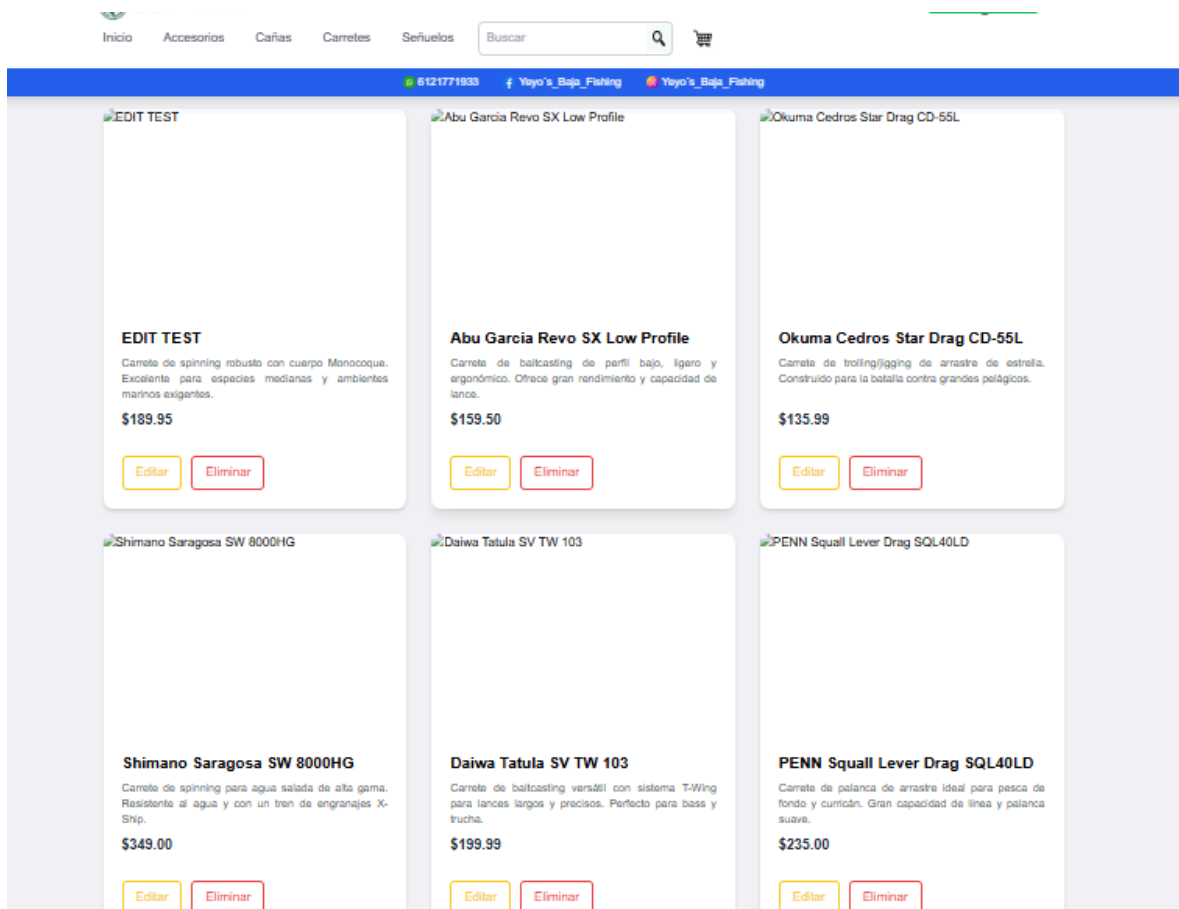 Inicio Accesorios Cañas Carretes Señuelos Buscar
6121771933 Yeyo´s_Baja_Fishing Yeyo´s_Baja_Fishing
EDIT TEST
Abu Garcia Revo SX Low Profile
Okuma Cedros Star Drag CD-55L
EDIT TEST
Carrete de spinning robusto con cuerpo Monocoque.
Excelente para especies medianas y ambientes
marinos exigentes.
$189.95
Editar Eliminar
Abu Garcia Revo SX Low Profile
Carrete de baitcasting de perfil bajo, ligero y
ergonómico. Ofrece gran rendimiento y capacidad de
lance.
$159.50
Editar Eliminar
Okuma Cedros Star Drag CD-55L
Carrete de trolling/jigging de arrastre de estrella.
Construido para la batalla contra grandes pelágicos.
$135.99
Editar Eliminar
Shimano Saragosa SW 8000HG
Daiwa Tatula SV TW 103
PENN Squall Lever Drag SQL40LD
Shimano Saragosa SW 8000HG
Carrete de spinning para agua salada de alta gama.
Resistente al agua y con un tren de engranajes X-
Ship.
$349.00
Editar Eliminar
Daiwa Tatula SV TW 103
Carrete de baitcasting versátil con sistema T-Wing
para lances largos y precisos. Perfecto para bass y
trucha.
$199.99
Editar Eliminar
PENN Squall Lever Drag SQL40LD
Carrete de palanca de arrastre ideal para pesca de
fondo y curricán. Gran capacidad de línea y palanca
suave.
$235.00
Editar Eliminar